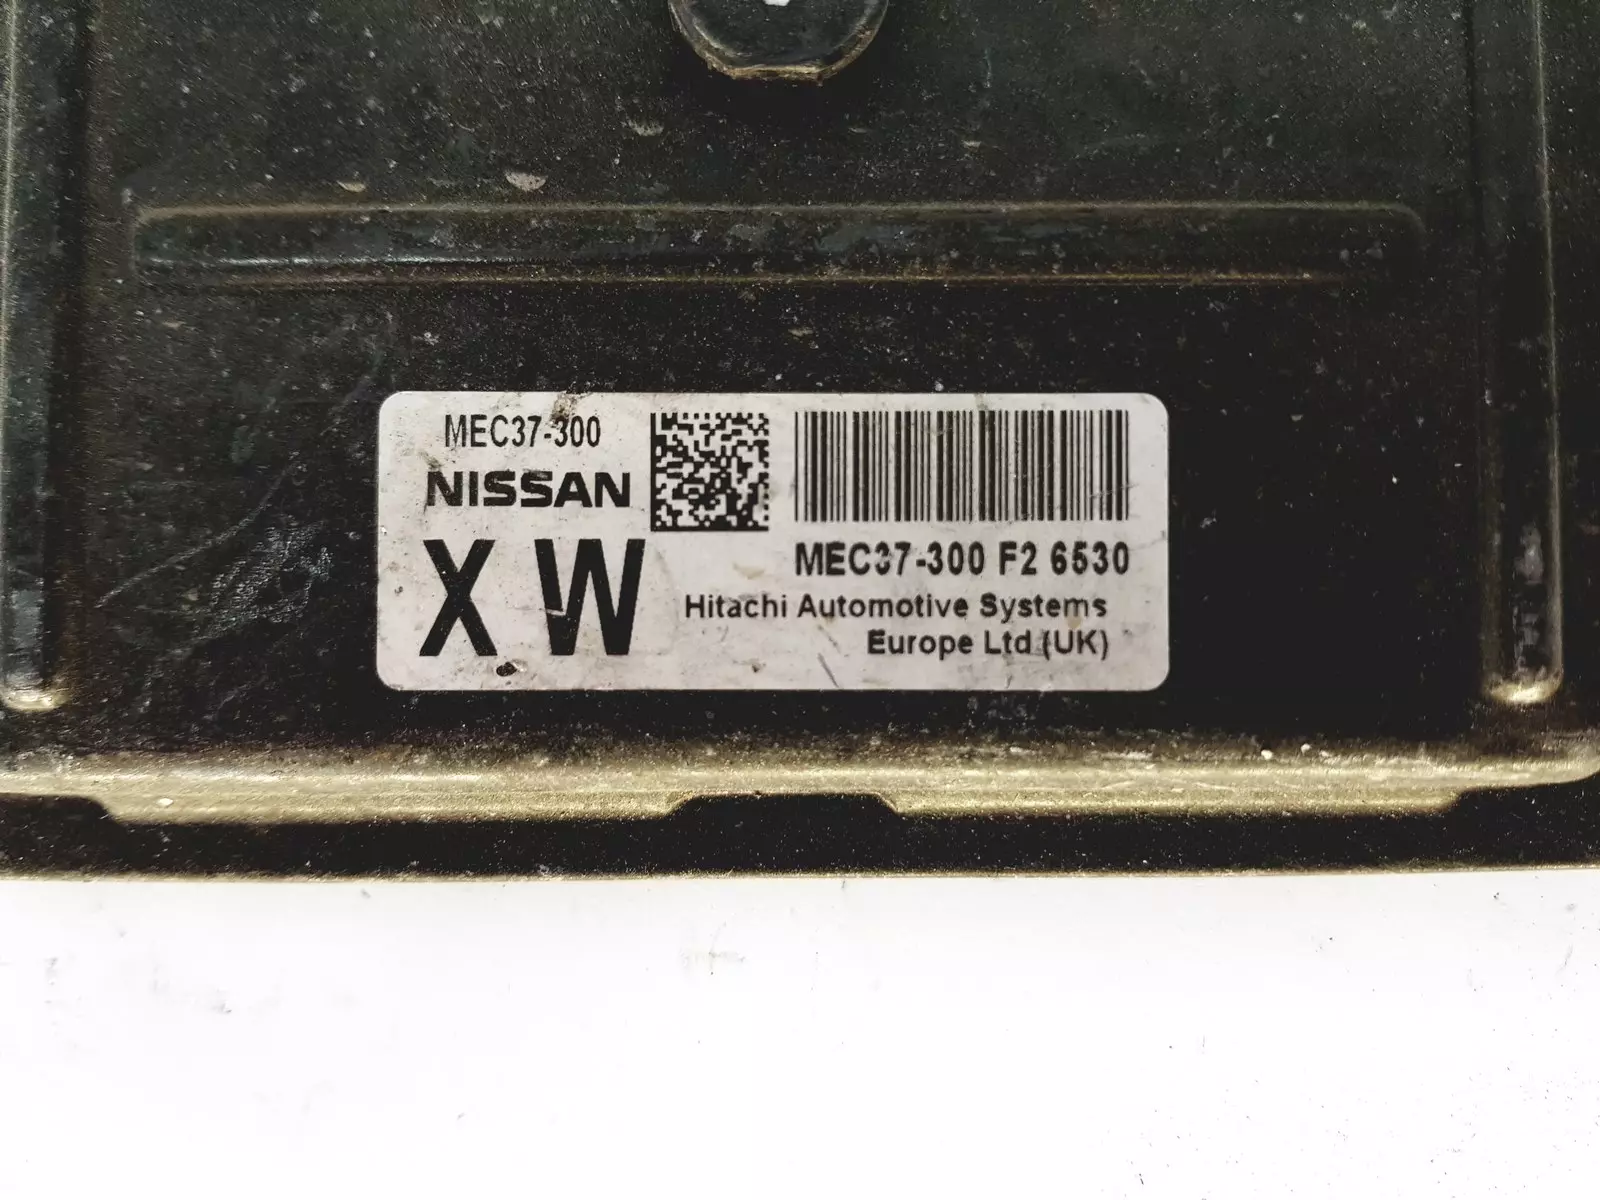 MEC37-300
NISSAN
X W
MEC37-300 F2 6530
Hitachi Automotive Systems
Europe Ltd (UK)